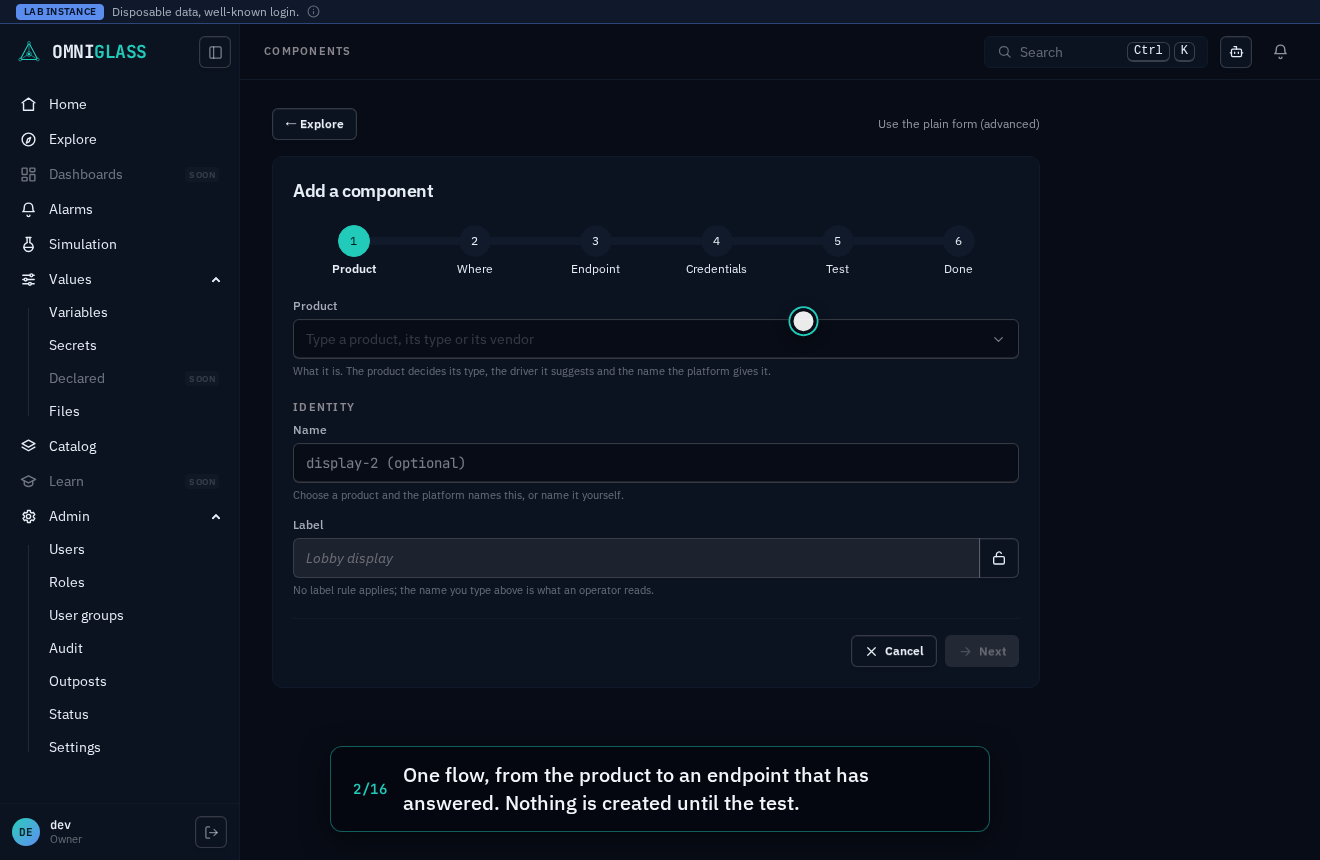 LAB INSTANCE Disposable data, well-known login.
OMNIGLASS
COMPONENTS
Search Ctrl K
Home
Explore
Dashboards SOON
Alarms
Simulation
Values
Variables
Secrets
Declared SOON
Files
Catalog
Learn SOON
Admin
Users
Roles
User groups
Audit
Outposts
Status
Settings
DE dev
Owner
← Explore
Use the plain form (advanced)
Add a component
1 2 3 4 5 6
Product Where Endpoint Credentials Test Done
Product
Type a product, its type or its vendor
What it is. The product decides its type, the driver it suggests and the name the platform gives it.
IDENTITY
Name
display-2 (optional)
Choose a product and the platform names this, or name it yourself.
Label
Lobby display
No label rule applies; the name you type above is what an operator reads.
Cancel Next
2/16 One flow, from the product to an endpoint that has
answered. Nothing is created until the test.